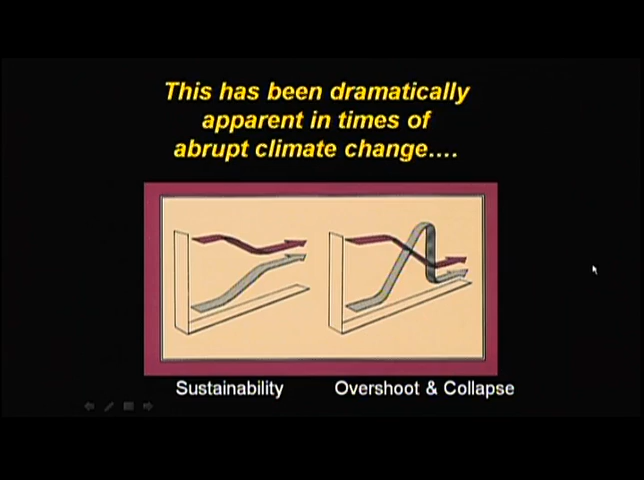 This has been dramatically
apparent in times of
abrupt climate change....
Sustainability
Overshoot & Collapse